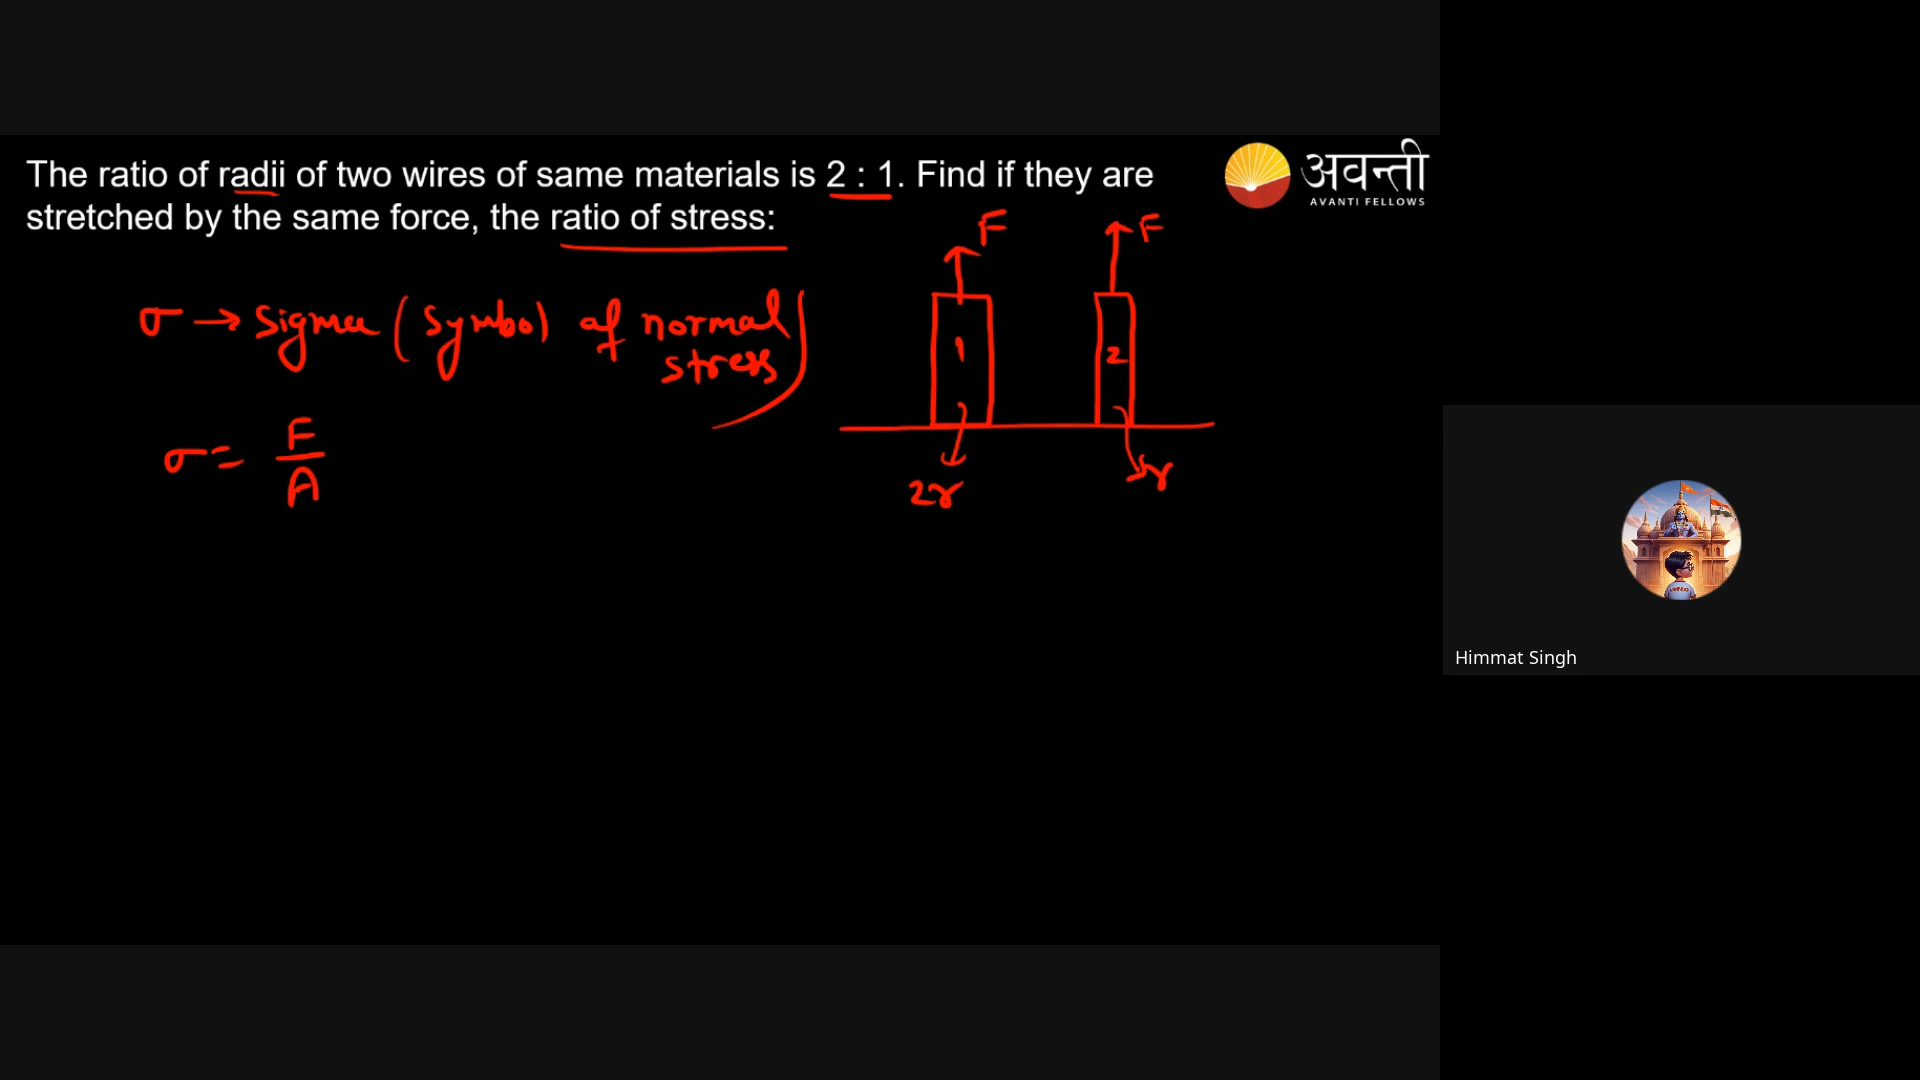 The ratio of radii of two wires of same materials is 2 : 1. Find if they are
stretched by the same force, the ratio of stress:
अवन्ती
AVANTI FELLOWS
F
F
σ → sigma (symbol of normal
stress)
1
2
σ = F
A
2r
r
Himmat Singh